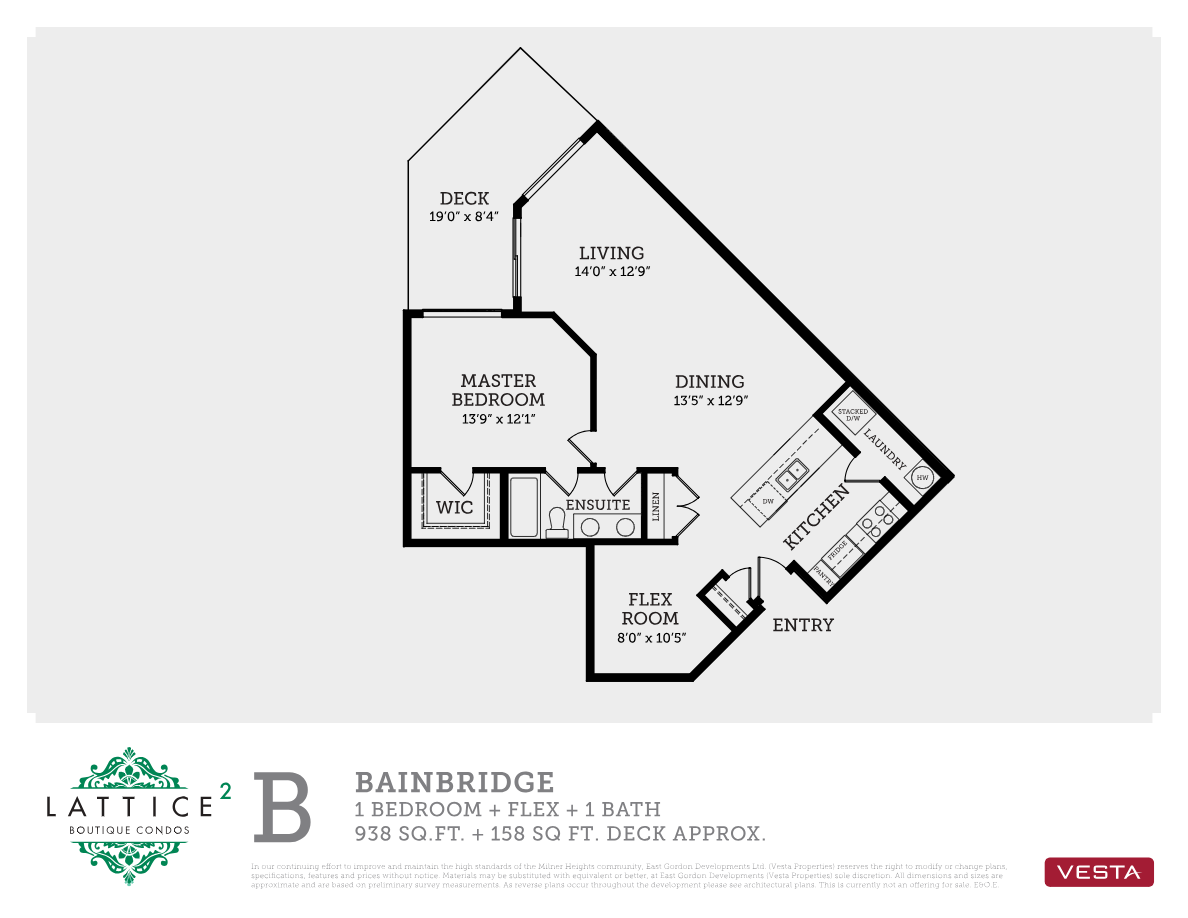 DECK
19'0" x 8'4"
LIVING
14'0" x 12'9"
MASTER
BEDROOM
13'9" x 12'1"
DINING
13'5" x 12'9"
STACKED
D/W
LAUNDRY
HW
WIC
ENSUITE
LINEN
DW
KITCHEN
FRIDGE
PANTRY
FLEX
ROOM
8'0" x 10'5"
ENTRY
LATTICE2
BOUTIQUE CONDOS
B
BAINBRIDGE
1 BEDROOM + FLEX + 1 BATH
938 SQ.FT. + 158 SQ FT. DECK APPROX.
In our continuing effort to improve and maintain the high standards of the Milner Heights community, East Gordon Developments Ltd. (Vesta Properties) reserves the right to modify or change plans,
specifications, features and prices without notice. Materials may be substituted with equivalent or better, at East Gordon Developments (Vesta Properties) sole discretion. All dimensions and sizes are
approximate and are based on preliminary survey measurements. As reverse plans occur throughout the development please see architectural plans. This is currently not an offering for sale. E&O.E.
VESTA